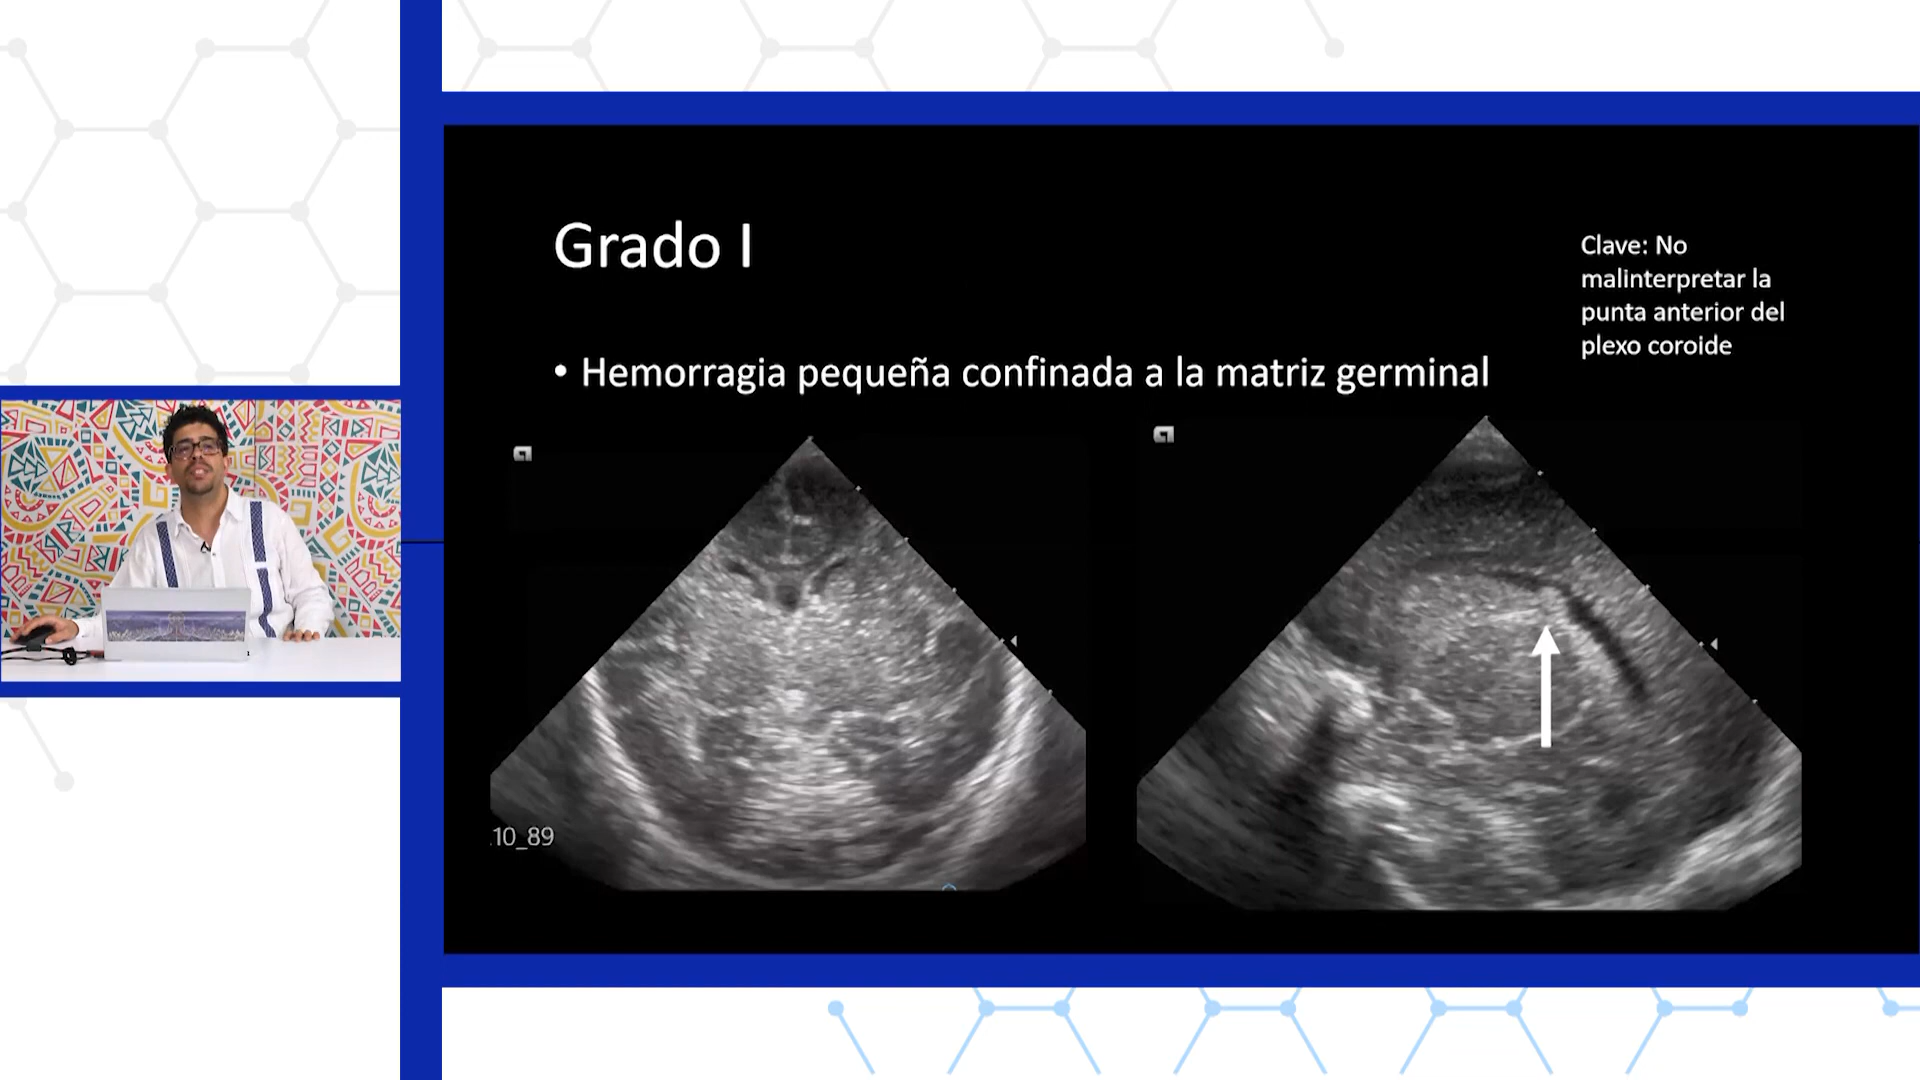 Grado I
Clave: No
malinterpretar la
punta anterior del
plexo coroide
• Hemorragia pequeña confinada a la matriz germinal
10_89